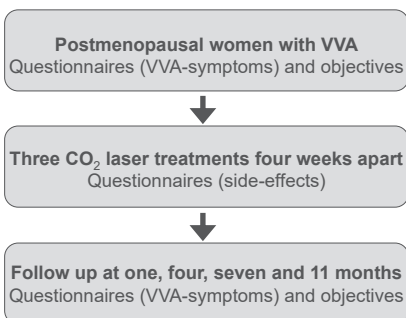 Postmenopausal women with VVA
Questionnaires (VVA-symptoms) and objectives
Three CO₂ laser treatments four weeks apart
Questionnaires (side-effects)
Follow up at one, four, seven and 11 months
Questionnaires (VVA-symptoms) and objectives